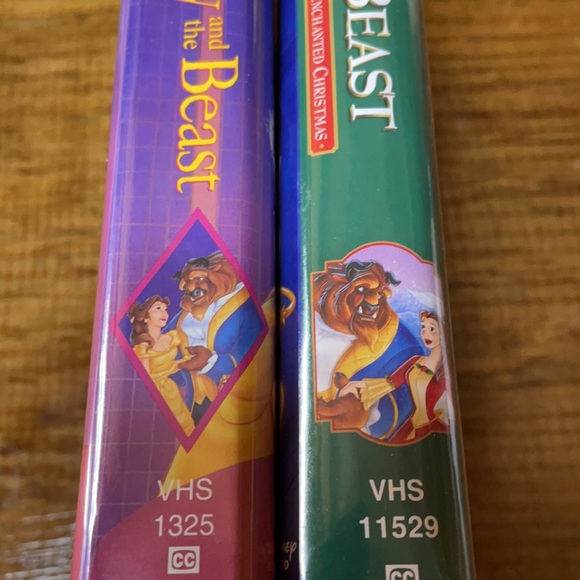 and
the
Beast
VHS
1325
CC
BEAST
ENCHANTED CHRISTMAS
VHS
11529
CC